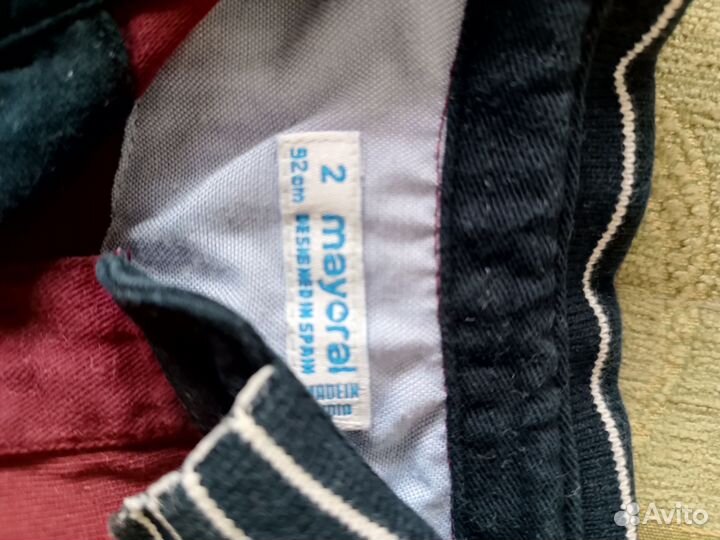 2 mayoral
92 cm DESIGNED IN SPAIN
MADE IN
Avito